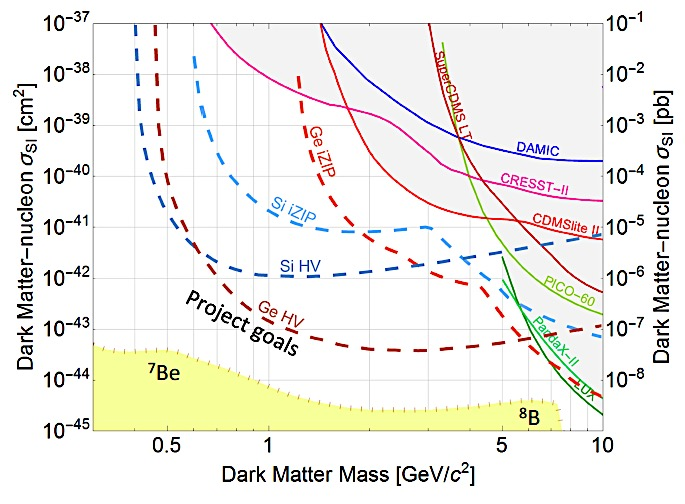 10⁻³⁷
10⁻³⁸
10⁻³⁹
10⁻⁴⁰
10⁻⁴¹
10⁻⁴²
10⁻⁴³
10⁻⁴⁴
10⁻⁴⁵
Dark Matter–nucleon σSI [cm²]
10⁻¹
10⁻²
10⁻³
10⁻⁴
10⁻⁵
10⁻⁶
10⁻⁷
10⁻⁸
Dark Matter–nucleon σSI [pb]
SuperCDMS LT
Ge iZIP
DAMIC
CRESST–II
Si iZIP
CDMSlite II
Si HV
PICO–60
Ge HV
Project goals
PandaX–II
LUX
⁷Be
⁸B
0.5
1
5
10
Dark Matter Mass [GeV/c²]